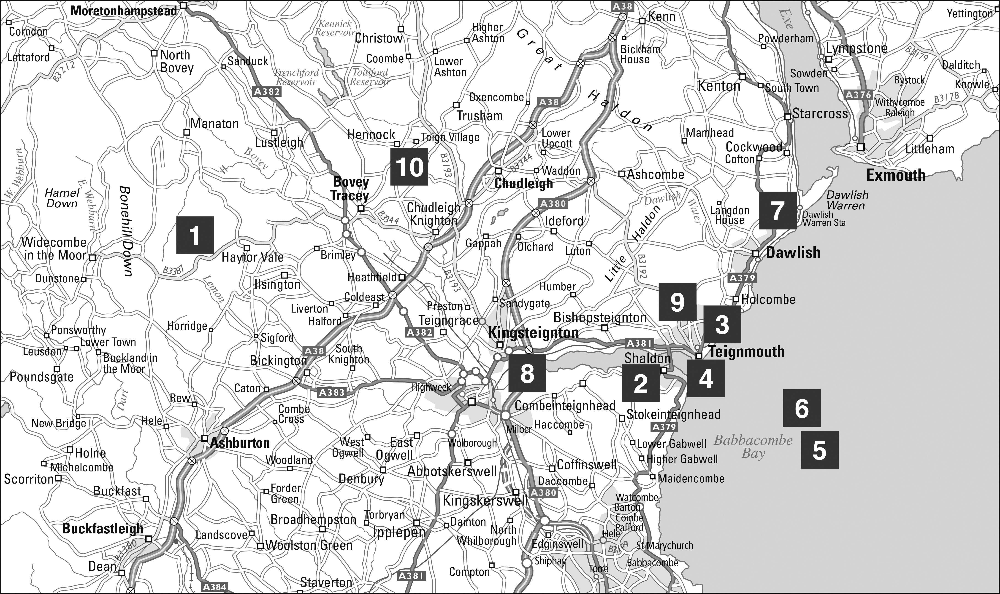 Moretonhampstead
Corndon
Lettaford
B3212
North
Bovey
Sanduck
A382
Kennick
Reservoir
Trenchford
Reservoir
Tottiford
Reservoir
Christow
Coombe
Higher
Ashton
Lower
Ashton
Great
Haldon
A38
Kenn
Bickham
House
Exe
Powderham
Kenton
South Town
Starcross
Lympstone
Sowden
A376
Yettington
B3179
Dalditch
Bystock
Knowle
B3178
Withycombe
Raleigh
Littleham
Exmouth
Oxencombe
A38
Trusham
Manaton
Lustleigh
Bovey
Hennock
Teign Village
10
B3193
Lower
Upcott
B3344
Waddon
Chudleigh
Mamhead
Cockwood
Cofton
Ashcombe
W. Webburn
E. Webburn
Hamel
Down
Bonehill Down
1
Bovey
Tracey
B3344
Chudleigh
Knighton
A380
Ideford
Dawlish
Water
Haldon
Little
Langdon
House
7
Dawlish
Warren
Dawlish
Warren Sta
Dawlish
Widecombe
in the Moor
Dunstone
B3387
Haytor Vale
Brimley
Gappah
Olchard
Luton
B3192
Lemon
Ilsington
Heathfield
B3193
Humber
A379
Holcombe
9
3
Coldeast
Liverton
Halford
Preston
Teigngrace
Sandygate
Bishopsteignton
Kingsteignton
Horridge
Sigford
A382
A381
Teignmouth
Ponsworthy
Lower Town
Leusdon
Buckland in
the Moor
Poundsgate
A38
South
Knighton
Bickington
Shaldon
2
4
8
6
5
Caton
A383
Highweek
Dart
Rew
New Bridge
Hele
Combe
Cross
Combeinteignhead
Stokeinteignhead
Haccombe
Milber
A379
Ashburton
West
Ogwell
East
Ogwell
Wolborough
Lower Gabwell
Higher Gabwell
Babbacombe
Bay
Holne
Michelcombe
Scorriton
Woodland
Denbury
Abbotskerswell
Coffinswell
Daccombe
Maidencombe
Buckfast
Forder
Green
Kingskerswell
A380
Watcombe
Barton
Combe
Pafford
Buckfastleigh
B3380
Landscove
Broadhempston
Woolston Green
Torbryan
Ipplepen
Dainton
North
Whilborough
Edginswell
Hele
B3199
St Marychurch
Dean
Shiphay
Torre
Babbacombe
Compton
A384
Staverton
A381